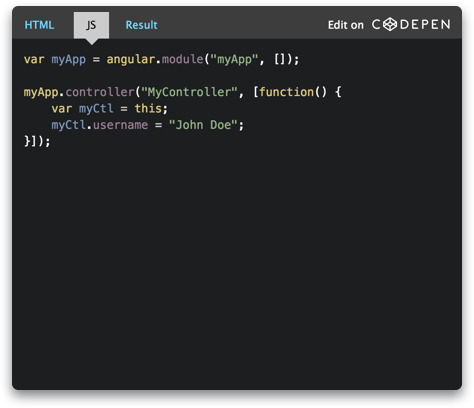 HTML JS Result Edit on CODEPEN
var myApp = angular.module("myApp", []);
myApp.controller("MyController", [function() {
    var myCtl = this;
    myCtl.username = "John Doe";
}]);